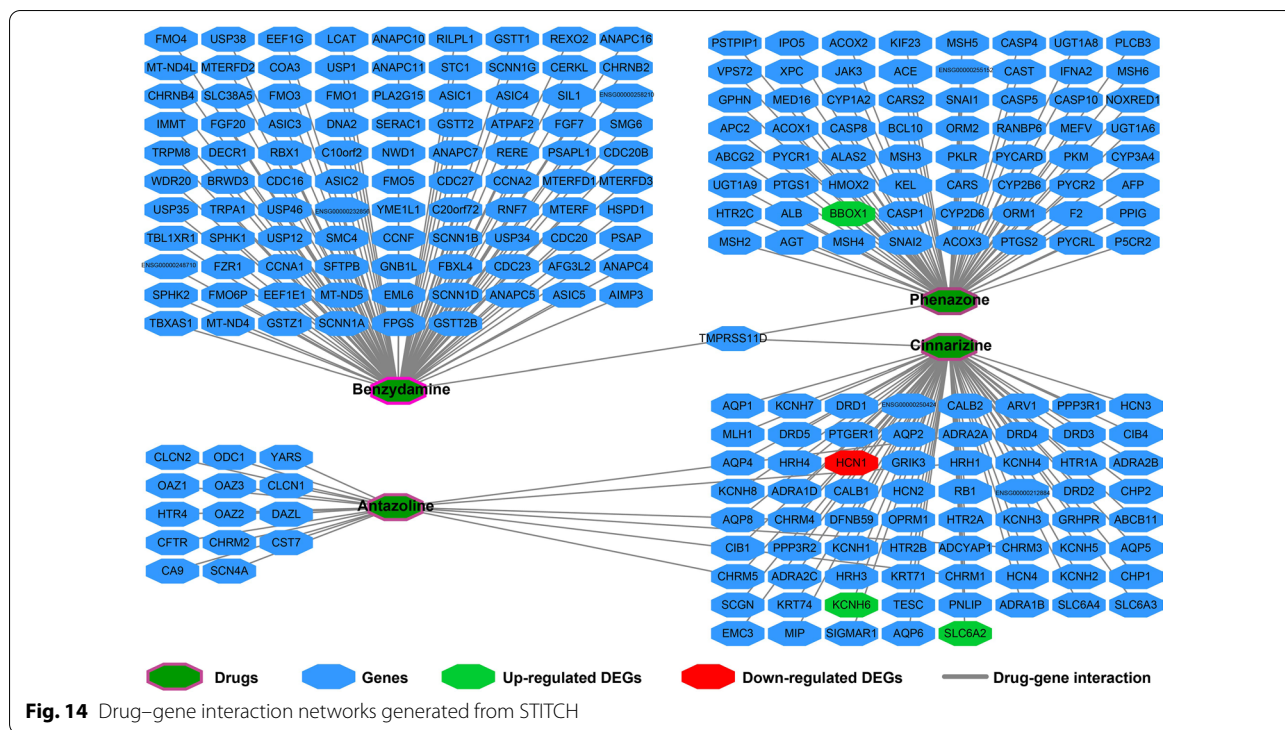 FMO4 USP38 EEF1G LCAT ANAPC10 RILPL1 GSTT1 REXO2 ANAPC16
MT-ND4L MTERFD2 COA3 USP1 ANAPC11 STC1 SCNN1G CERKL CHRNB2
CHRNB4 SLC38A5 FMO3 FMO1 PLA2G15 ASIC1 ASIC4 SIL1 ENSG00000258210
IMMT FGF20 ASIC3 DNA2 SERAC1 GSTT2 ATPAF2 FGF7 SMG6
TRPM8 DECR1 RBX1 C10orf2 NWD1 ANAPC7 RERE PSAPL1 CDC20B
WDR20 BRWD3 CDC16 ASIC2 FMO5 CDC27 CCNA2 MTERFD1 MTERFD3
USP35 TRPA1 USP46 YME1L1 C20orf72 RNF7 MTERF HSPD1
TBL1XR1 SPHK1 USP12 SMC4 CCNF SCNN1B USP34 CDC20 PSAP
ENSG00000248710 FZR1 CCNA1 SFTPB GNB1L FBXL4 CDC23 AFG3L2 ANAPC4
SPHK2 FMO6P EEF1E1 MT-ND5 EML6 SCNN1D ANAPC5 ASIC5 AIMP3
TBXAS1 MT-ND4 GSTZ1 SCNN1A FPGS GSTT2B
Benzydamine
PSTPIP1 IPO5 ACOX2 KIF23 MSH5 CASP4 UGT1A8 PLCB3
VPS72 XPC JAK3 ACE ENSG00000255152 CAST IFNA2 MSH6
GPHN MED16 CYP1A2 CARS2 SNAI1 CASP5 CASP10 NOXRED1
APC2 ACOX1 CASP8 BCL10 ORM2 RANBP6 MEFV UGT1A6
ABCG2 PYCR1 ALAS2 MSH3 PKLR PYCARD PKM CYP3A4
UGT1A9 PTGS1 HMOX2 KEL CARS CYP2B6 PYCR2 AFP
HTR2C ALB BBOX1 CASP1 CYP2D6 ORM1 F2 PPIG
MSH2 AGT MSH4 SNAI2 ACOX3 PTGS2 PYCRL P5CR2
Phenazone
TMPRSS11D
Cinnarizine
CLCN2 ODC1 YARS
OAZ1 OAZ3 CLCN1
HTR4 OAZ2 DAZL
CFTR CHRM2 CST7
CA9 SCN4A
Antazoline
AQP1 KCNH7 DRD1 ENSG00000250424 CALB2 ARV1 PPP3R1 HCN3
MLH1 DRD5 PTGER1 AQP2 ADRA2A DRD4 DRD3 CIB4
AQP4 HRH4 HCN1 GRIK3 HRH1 KCNH4 HTR1A ADRA2B
KCNH8 ADRA1D CALB1 HCN2 RB1 ENSG00000212884 DRD2 CHP2
AQP8 CHRM4 DFNB59 OPRM1 HTR2A KCNH3 GRHPR ABCB11
CIB1 PPP3R2 KCNH1 HTR2B ADCYAP1 CHRM3 KCNH5 AQP5
CHRM5 ADRA2C HRH3 KRT71 CHRM1 HCN4 KCNH2 CHP1
SCGN KRT74 KCNH6 TESC PNLIP ADRA1B SLC6A4 SLC6A3
EMC3 MIP SIGMAR1 AQP6 SLC6A2
Drugs Genes Up-regulated DEGs Down-regulated DEGs Drug-gene interaction
Fig. 14 Drug–gene interaction networks generated from STITCH